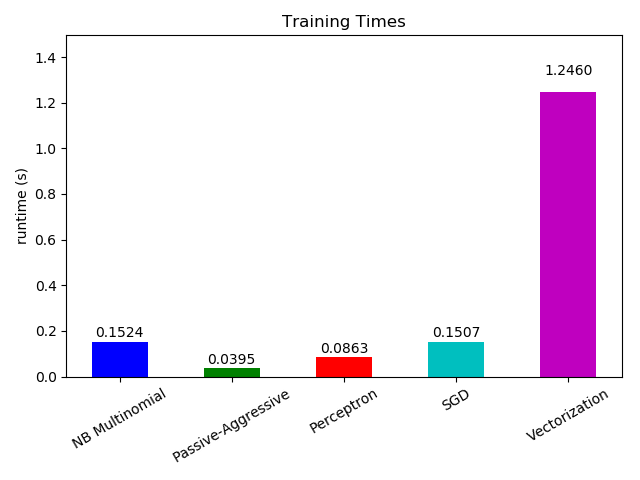 Training Times
runtime (s)
1.4
1.2
1.0
0.8
0.6
0.4
0.2
0.0
0.1524
0.0395
0.0863
0.1507
1.2460
NB Multinomial
Passive-Aggressive
Perceptron
SGD
Vectorization